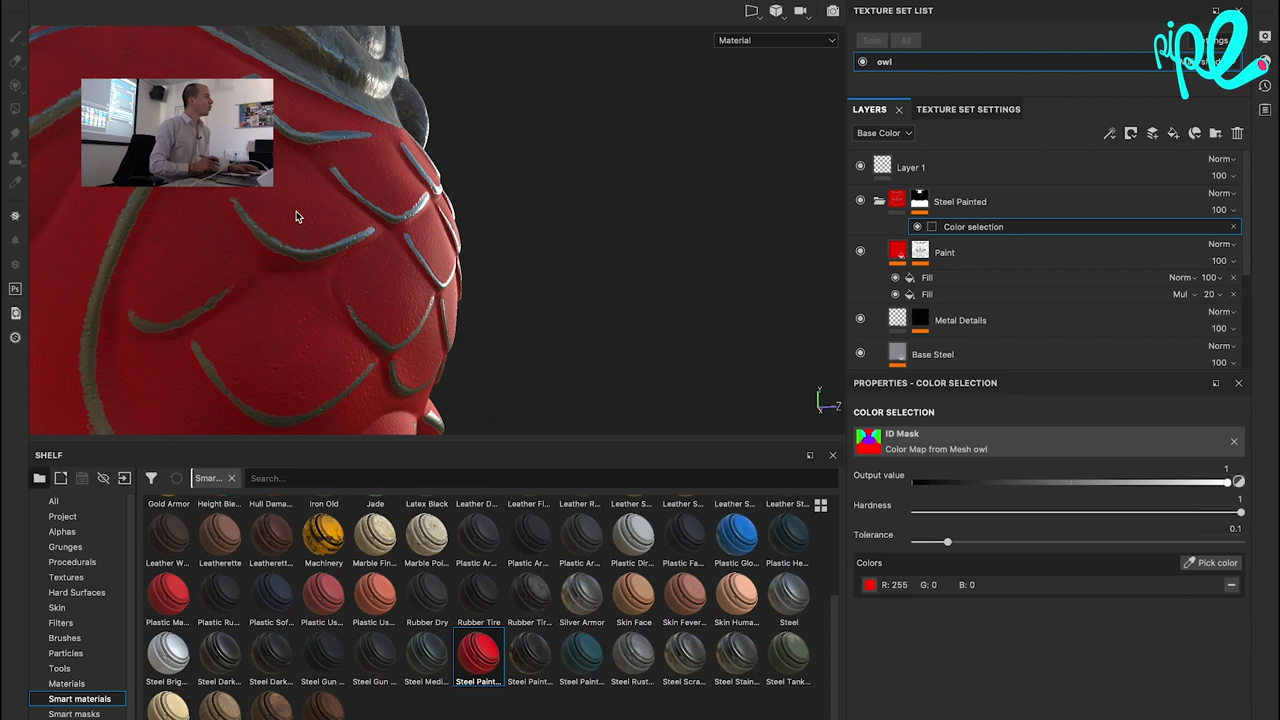 TEXTURE SET LIST
Material
Solo
All
Settings
owl
pipe
LAYERS
TEXTURE SET SETTINGS
Base Color
Layer 1
Norm
100
Steel Painted
Norm
100
Color selection
Paint
Norm
100
Fill
Norm
100
Fill
Mul
20
Metal Details
Norm
100
Base Steel
Norm
100
Y
X
Z
PROPERTIES - COLOR SELECTION
COLOR SELECTION
ID Mask
Color Map from Mesh owl
Output value
1
Hardness
1
Tolerance
0.1
Colors
Pick color
R: 255 G: 0 B: 0
SHELF
Smar...
Search...
All
Project
Alphas
Grunges
Procedurals
Textures
Hard Surfaces
Skin
Filters
Brushes
Particles
Tools
Materials
Smart materials
Smart masks
Gold Armor
Height Ble...
Hull Dama...
Iron Old
Jade
Latex Black
Leather D...
Leather Fi...
Leather R...
Leather S...
Leather S...
Leather S...
Leather St...
Leather W...
Leatherette
Leatherett...
Machinery
Marble Fin...
Marble Pol...
Plastic Ar...
Plastic Ar...
Plastic Dir...
Plastic Fa...
Plastic Glo...
Plastic He...
Plastic Ma...
Plastic Ru...
Plastic Sof...
Plastic Us...
Plastic Us...
Rubber Dry
Rubber Tire
Rubber Tir...
Silver Armor
Skin Face
Skin Fever...
Skin Huma...
Steel
Steel Brig...
Steel Dark...
Steel Dark...
Steel Gun ...
Steel Gun ...
Steel Medi...
Steel Paint...
Steel Paint...
Steel Paint...
Steel Rust...
Steel Scra...
Steel Stain...
Steel Tank...